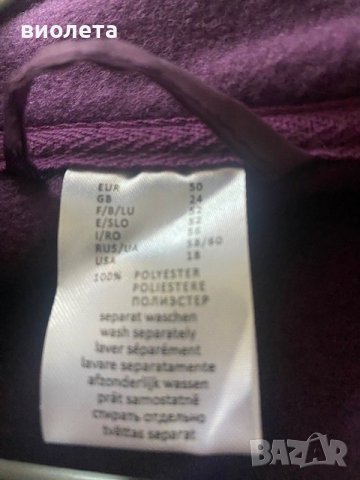 виолета
EUR 50
GB 24
F/B/LU 52
E/SLO 52
I/RO 56
RUS/UA 58/60
USA 18
100% POLYESTER
POLIESTERE
ПОЛИЭСТЕР
separat waschen
wash separately
laver séparément
lavare separatamente
afzonderlijk wassen
prát samostatně
стирать отдельно
tvättas separat
BAZAR